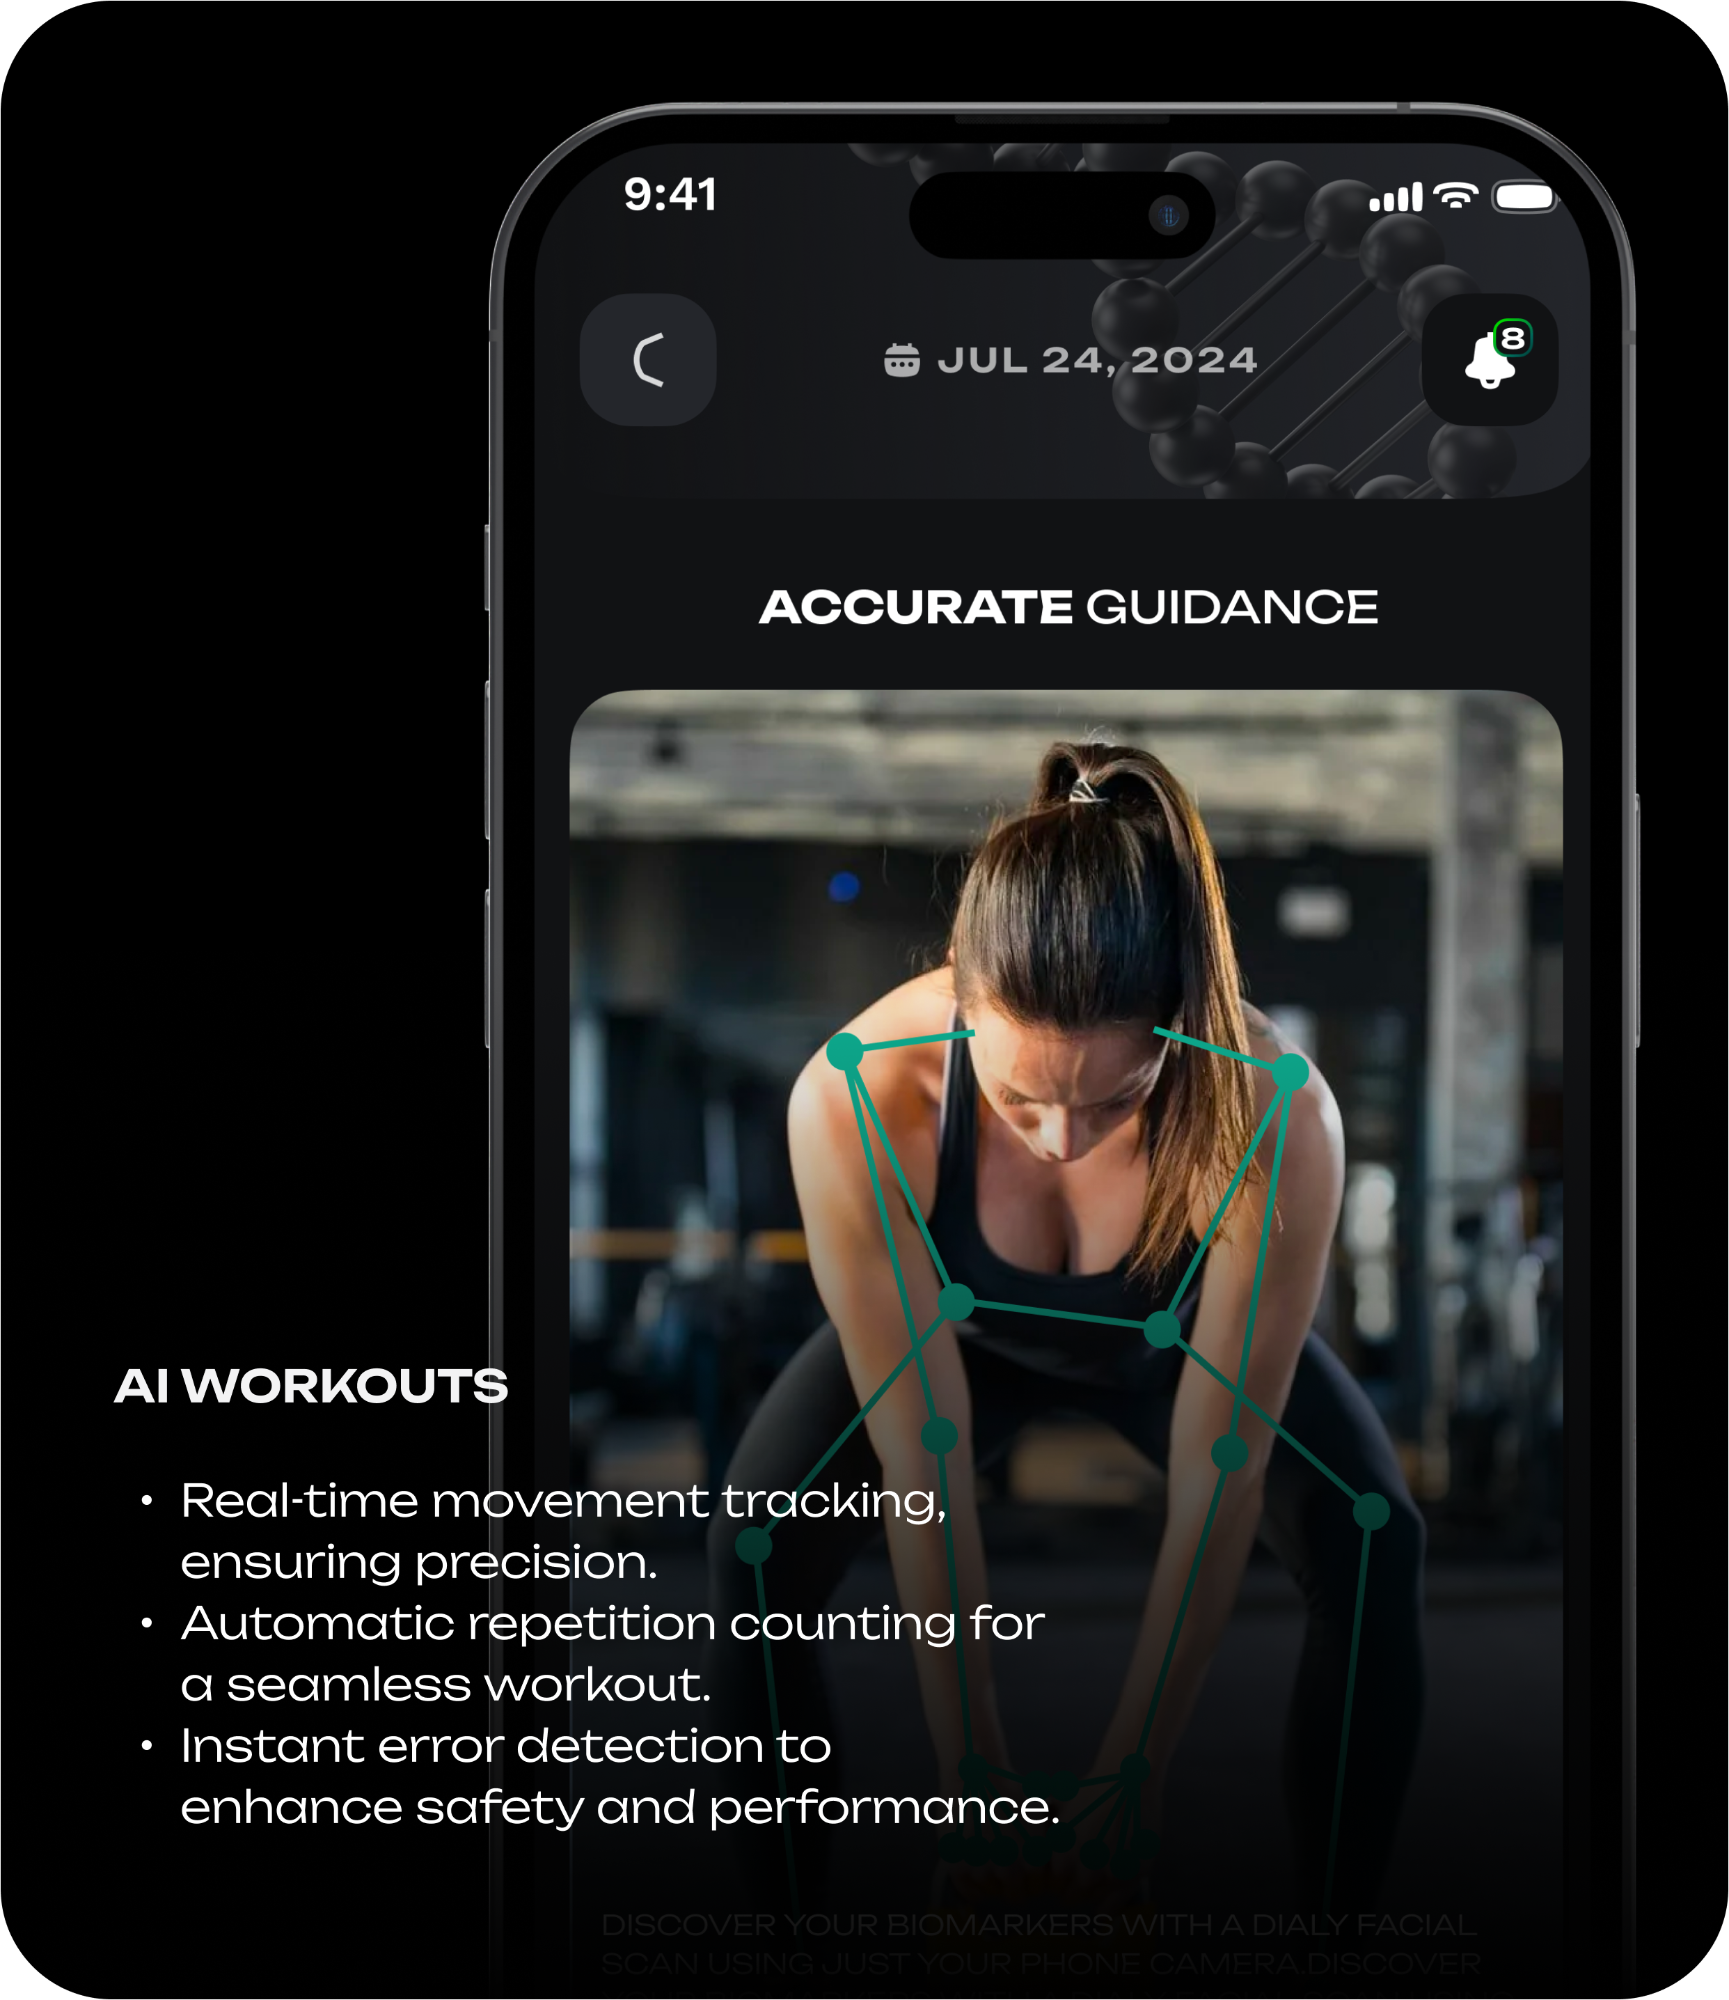 9:41
JUL 24, 2024
8
ACCURATE GUIDANCE
AI WORKOUTS
• Real-time movement tracking,
ensuring precision.
• Automatic repetition counting for
a seamless workout.
• Instant error detection to
enhance safety and performance.
DISCOVER YOUR BIOMARKERS WITH A DIALY FACIAL
SCAN USING JUST YOUR PHONE CAMERA.DISCOVER